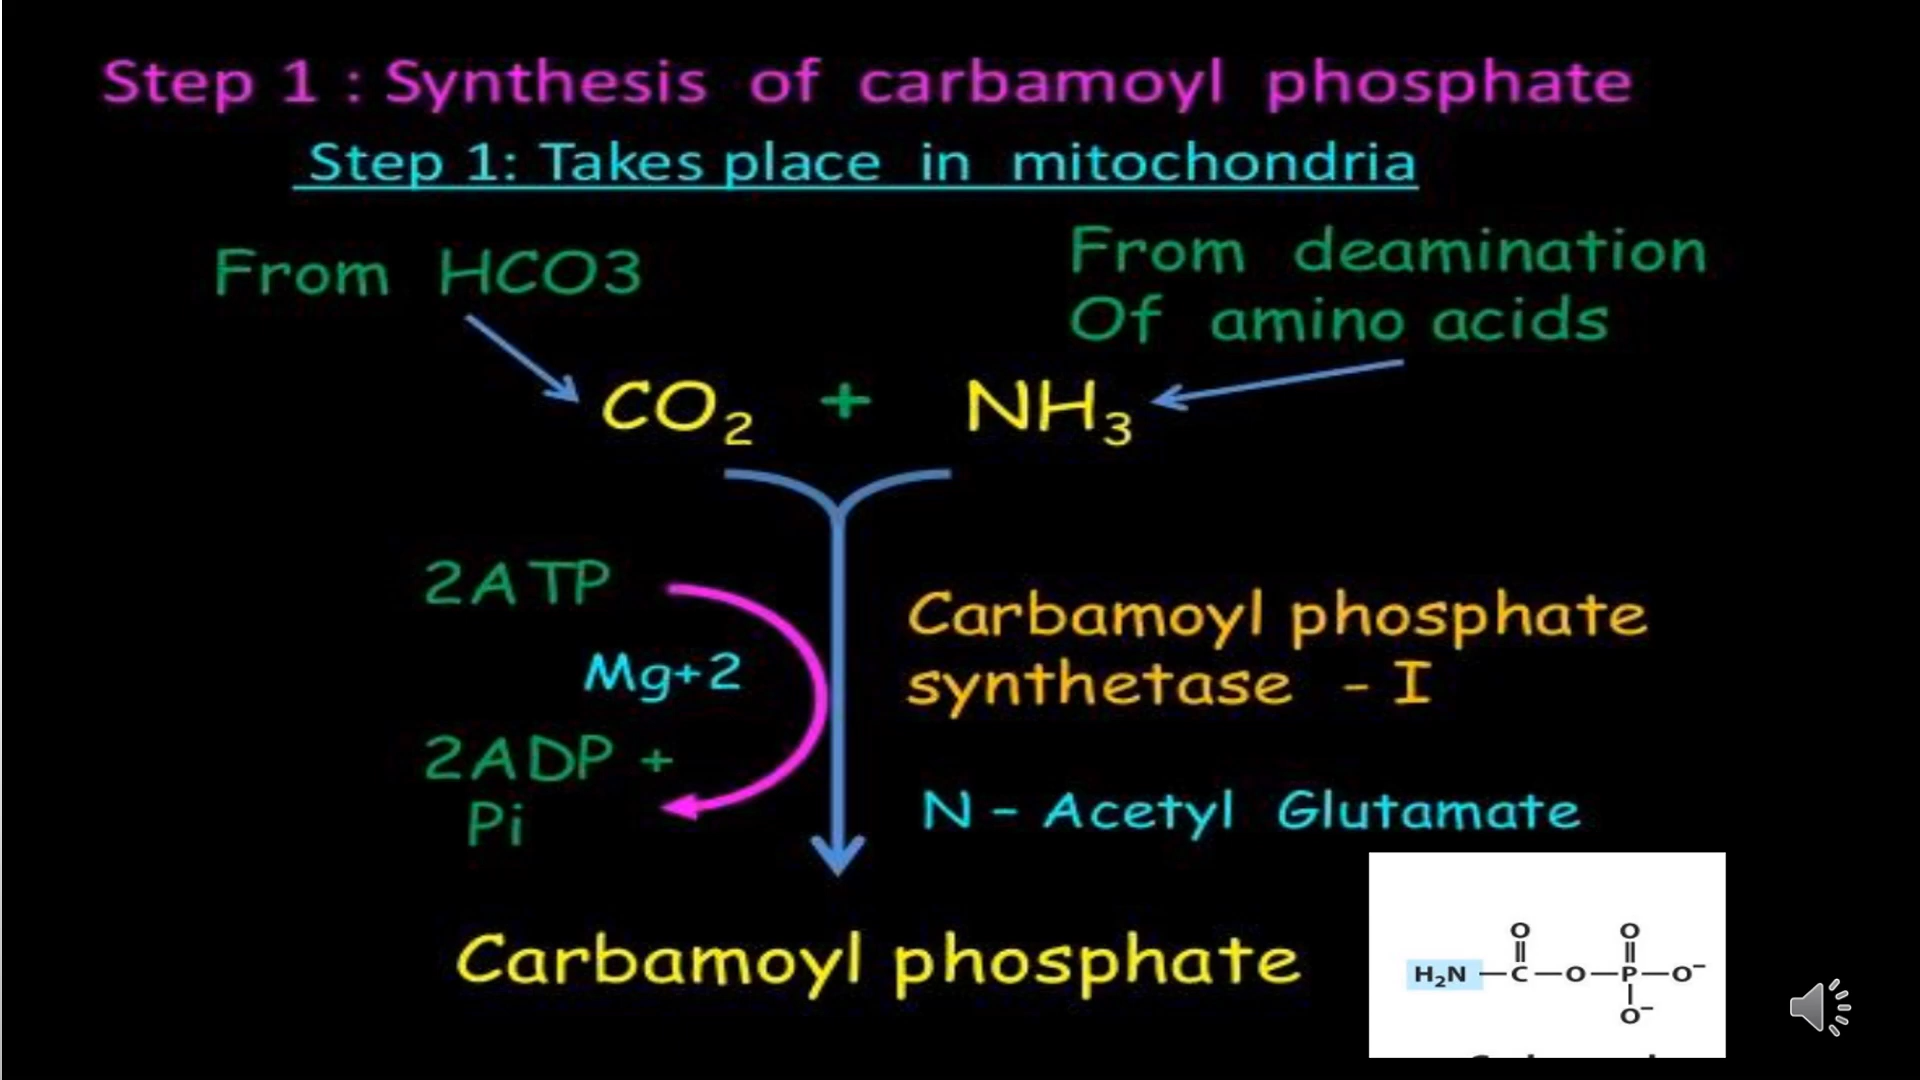 Step 1 : Synthesis of carbamoyl phosphate
Step 1: Takes place in mitochondria
From HCO3
From deamination
Of amino acids
CO₂ + NH₃
2ATP
Mg+2
2ADP +
Pi
Carbamoyl phosphate
synthetase - I
N - Acetyl Glutamate
Carbamoyl phosphate
O O
H₂N—C—O—P—O⁻
O⁻